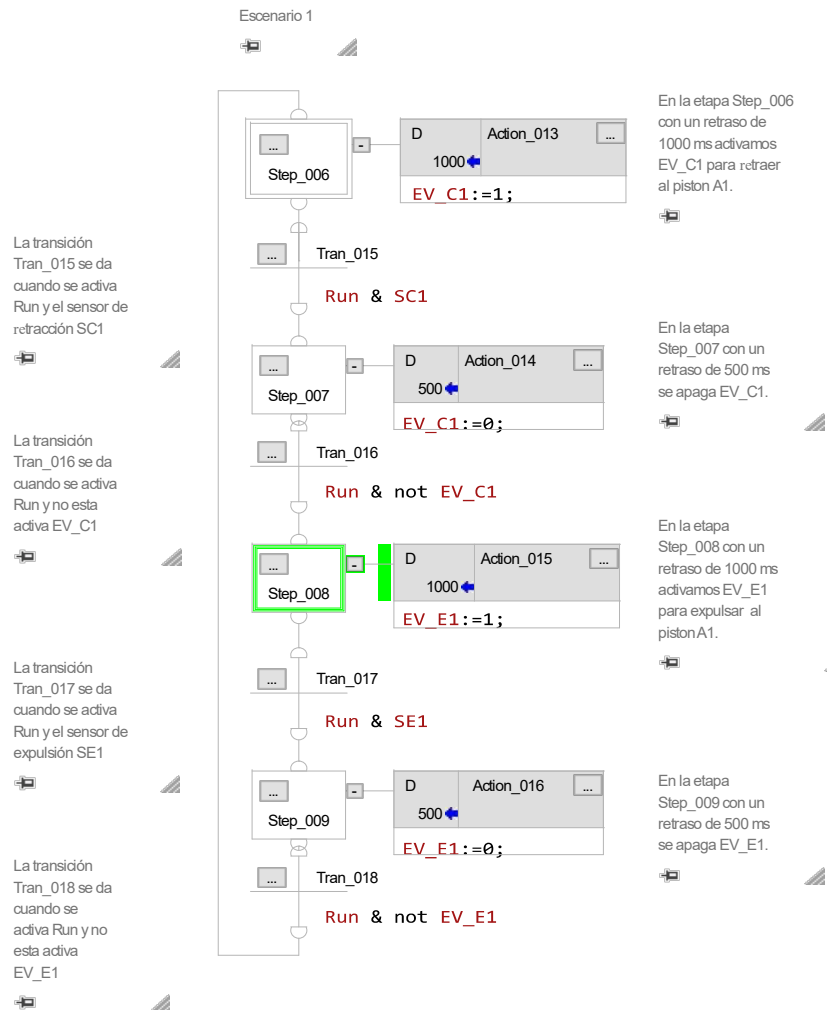 Escenario 1
En la etapa Step_006
con un retraso de
1000 ms activamos
EV_C1 para retraer
al piston A1.
...
Step_006
-
D
Action_013
...
1000
EV_C1:=1;
La transición
Tran_015 se da
cuando se activa
Run y el sensor de
retracción SC1
...
Tran_015
Run & SC1
En la etapa
Step_007 con un
retraso de 500 ms
se apaga EV_C1.
...
Step_007
-
D
Action_014
...
500
EV_C1:=0;
La transición
Tran_016 se da
cuando se activa
Run y no esta
activa EV_C1
...
Tran_016
Run & not EV_C1
En la etapa
Step_008 con un
retraso de 1000 ms
activamos EV_E1
para expulsar al
piston A1.
...
Step_008
-
D
Action_015
...
1000
EV_E1:=1;
La transición
Tran_017 se da
cuando se activa
Run y el sensor de
expulsión SE1
...
Tran_017
Run & SE1
En la etapa
Step_009 con un
retraso de 500 ms
se apaga EV_E1.
...
Step_009
-
D
Action_016
...
500
EV_E1:=0;
La transición
Tran_018 se da
cuando se
activa Run y no
esta activa
EV_E1
...
Tran_018
Run & not EV_E1